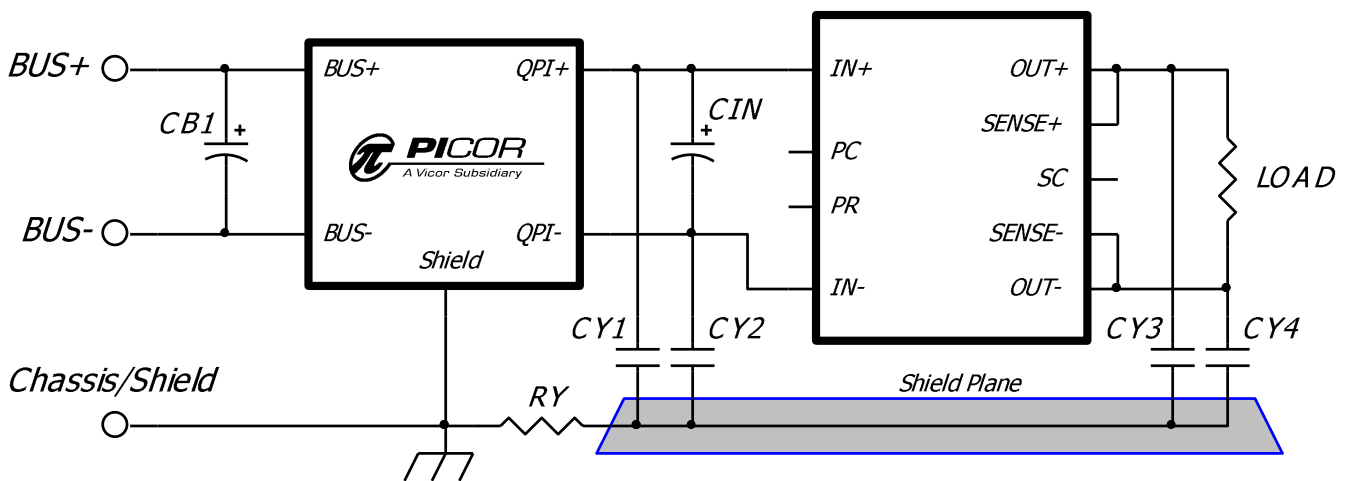 BUS+
BUS-
CB1
+
BUS+
BUS-
QPI+
QPI-
PICOR
A Vicor Subsidiary
Shield
CIN
+
IN+
PC
PR
IN-
OUT+
SENSE+
SC
SENSE-
OUT-
LOAD
CY1
CY2
CY3
CY4
Chassis/Shield
RY
Shield Plane